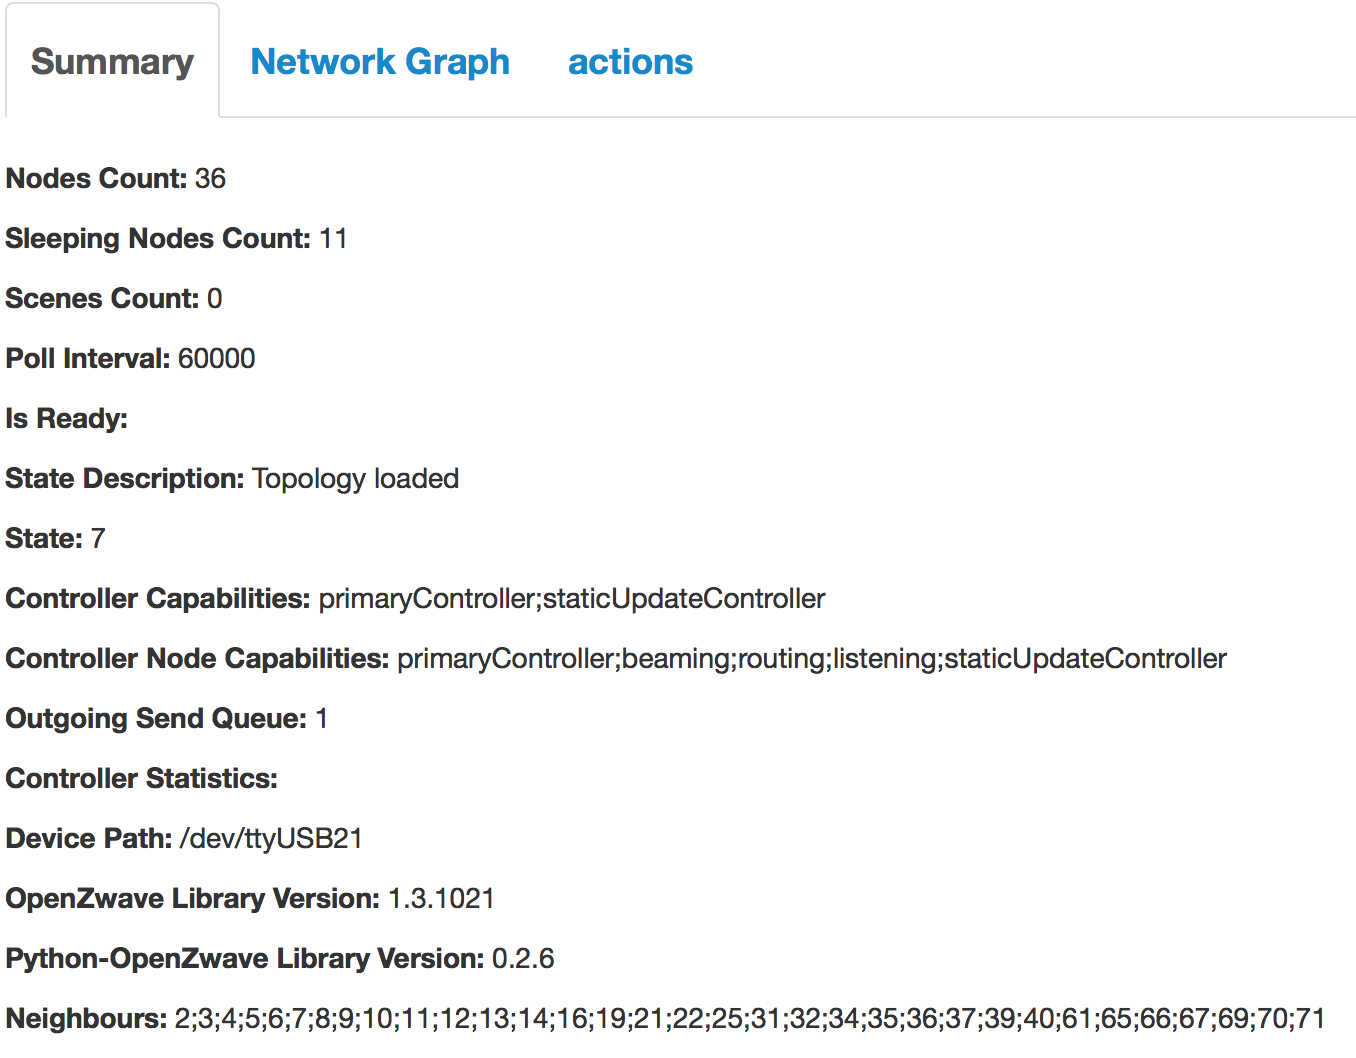 Summary Network Graph actions
Nodes Count: 36
Sleeping Nodes Count: 11
Scenes Count: 0
Poll Interval: 60000
Is Ready:
State Description: Topology loaded
State: 7
Controller Capabilities: primaryController;staticUpdateController
Controller Node Capabilities: primaryController;beaming;routing;listening;staticUpdateController
Outgoing Send Queue: 1
Controller Statistics:
Device Path: /dev/ttyUSB21
OpenZwave Library Version: 1.3.1021
Python-OpenZwave Library Version: 0.2.6
Neighbours: 2;3;4;5;6;7;8;9;10;11;12;13;14;16;19;21;22;25;31;32;34;35;36;37;39;40;61;65;66;67;69;70;71